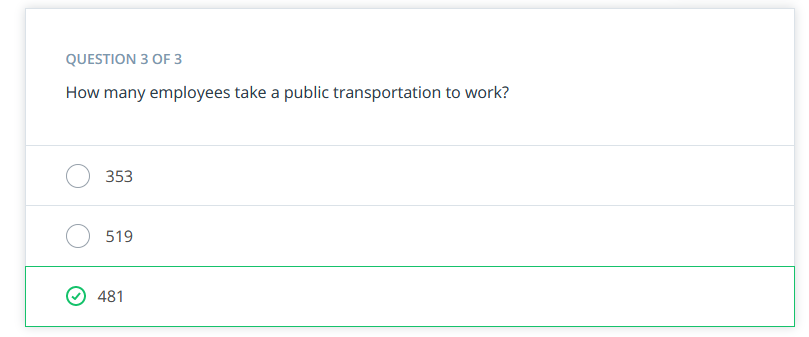 QUESTION 3 OF 3
How many employees take a public transportation to work?
353
519
481